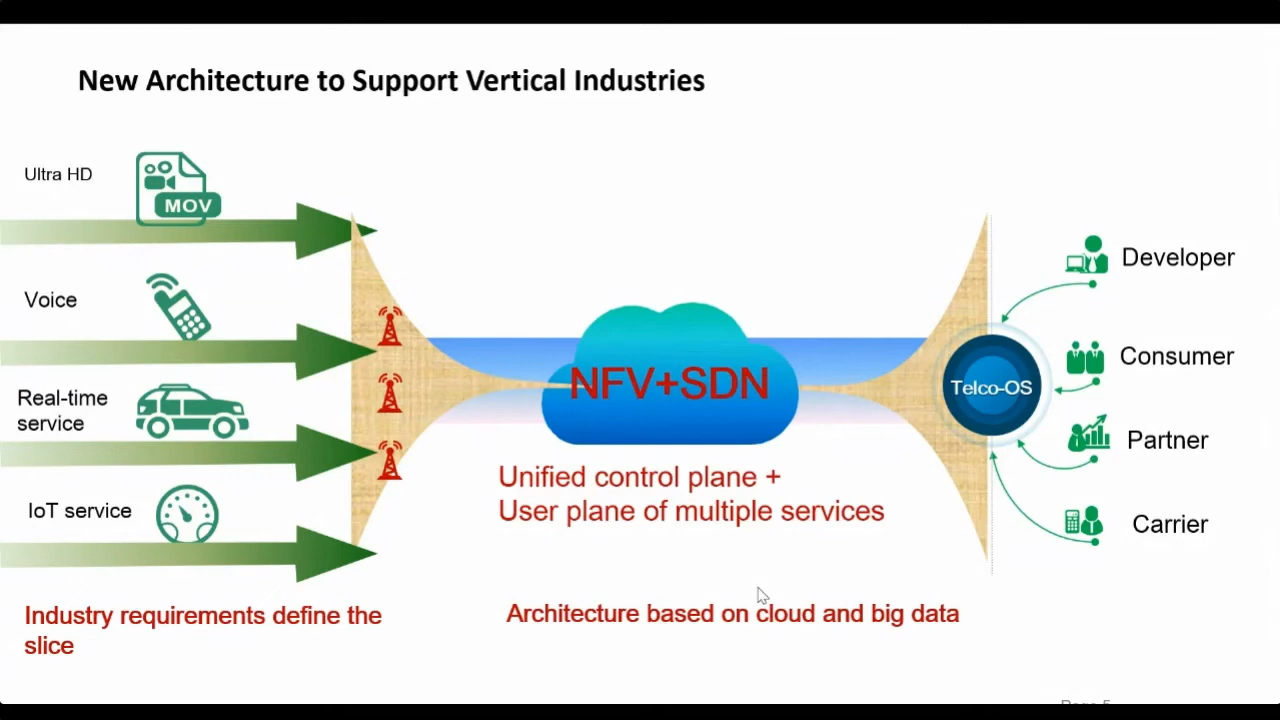 New Architecture to Support Vertical Industries
Ultra HD
MOV
Voice
Real-time
service
IoT service
Industry requirements define the
slice
NFV+SDN
Unified control plane +
User plane of multiple services
Architecture based on cloud and big data
Telco-OS
Developer
Consumer
Partner
Carrier
Page 5